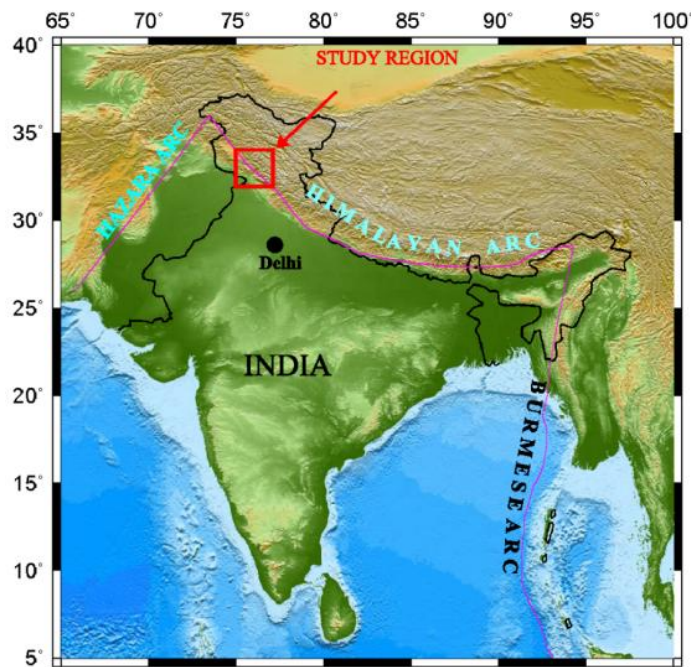 65° 70° 75° 80° 85° 90° 95° 100°
40°
STUDY REGION
35°
HAZARA ARC
HIMALAYAN ARC
30°
Delhi
25°
INDIA
20°
BURMESE ARC
15°
10°
5°